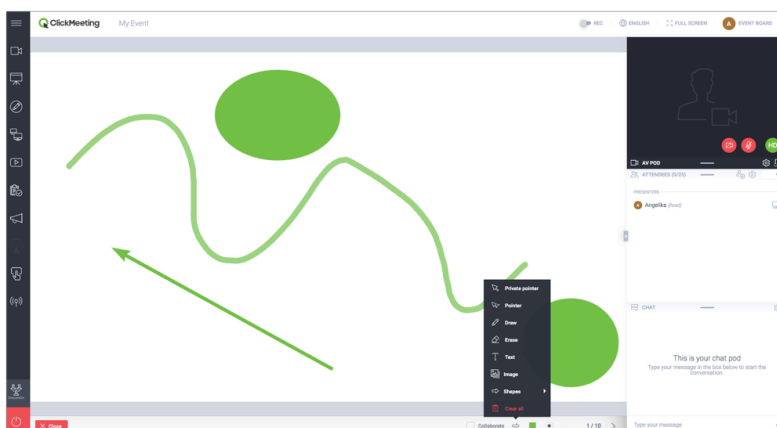 ClickMeeting
My Event
REC
ENGLISH
FULL SCREEN
A
EVENT BOARD
HD
AV POD
ATTENDEES (0/25)
PRESENTERS
A
Angelika (host)
CHAT
This is your chat pod
Type your message in the box below to start the
conversation.
Private pointer
Pointer
Draw
Erase
Text
Image
Shapes
Clear all
Close
Collaborate
1 / 10
Type your message